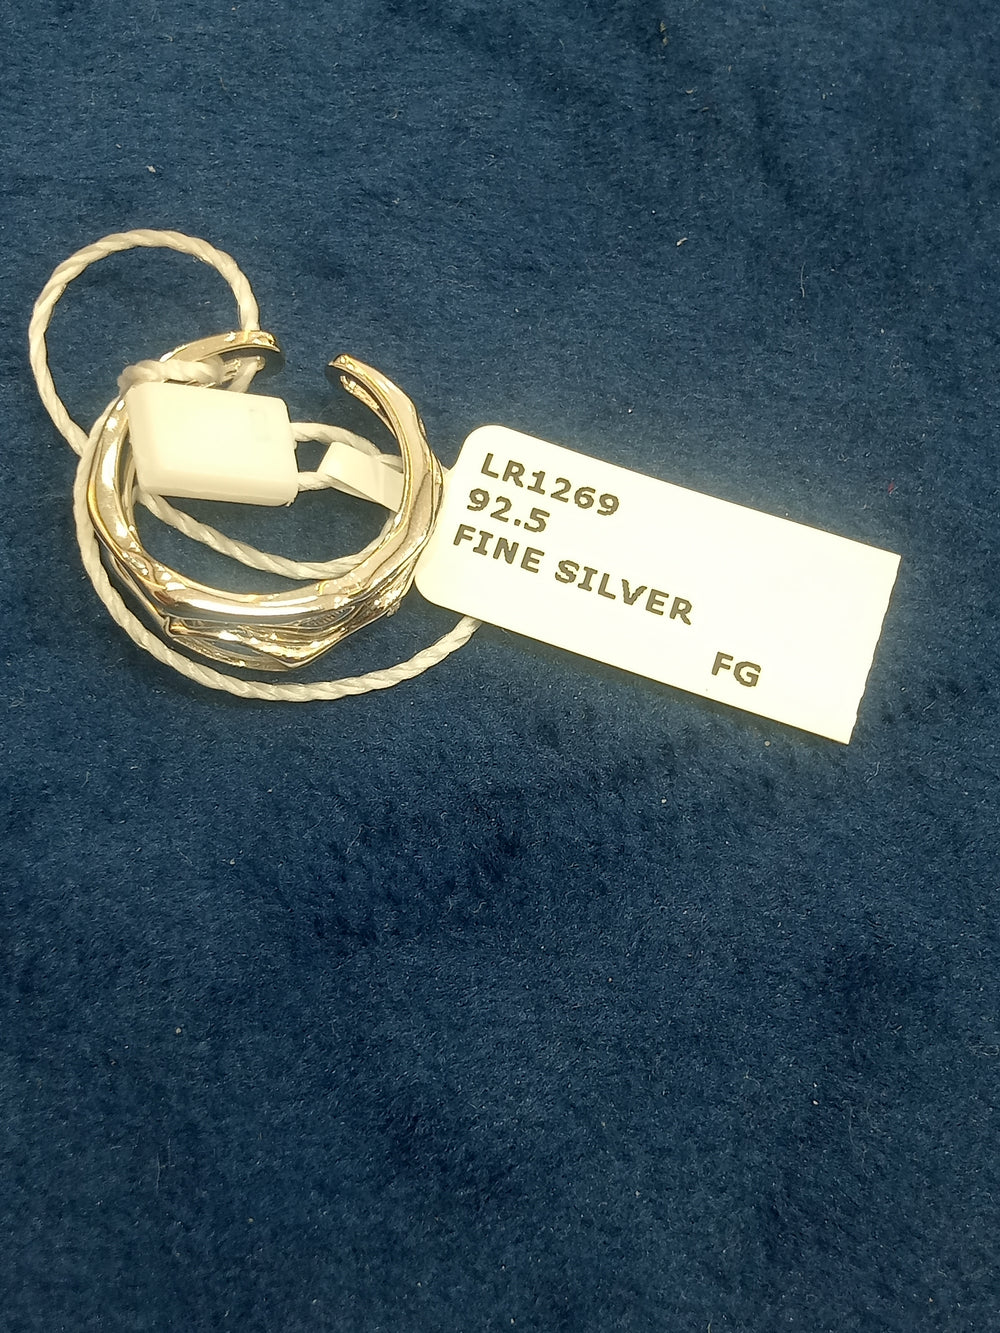 LR1269
92.5
FINE SILVER
FG